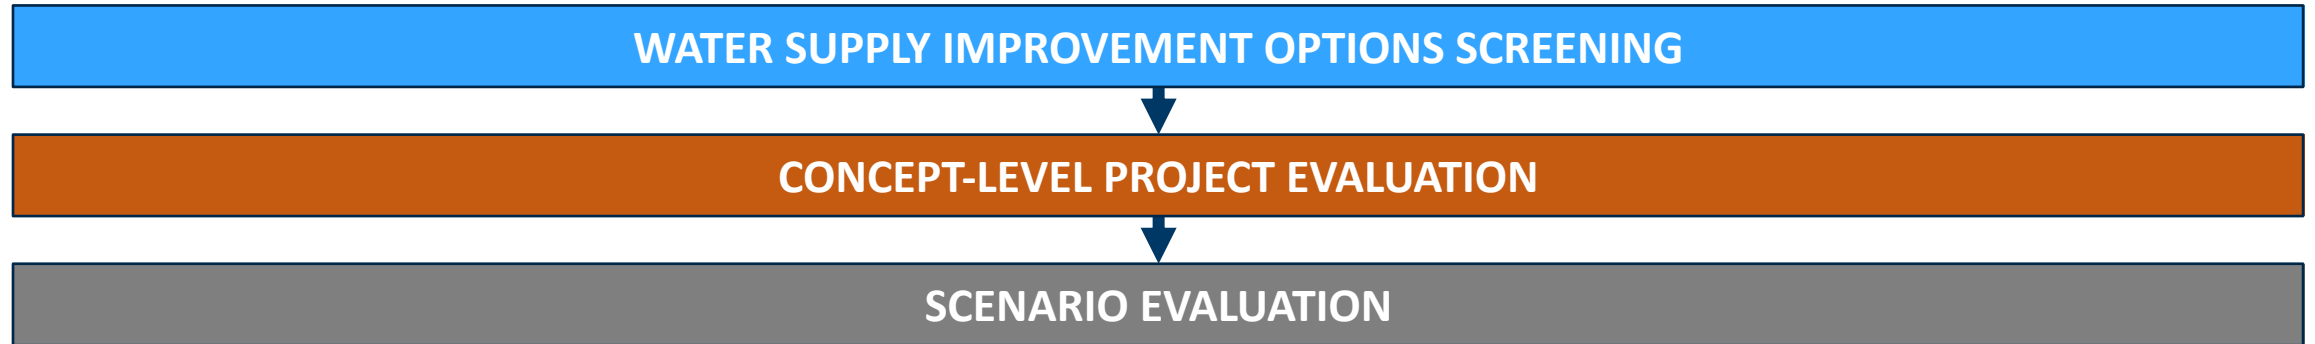 WATER SUPPLY IMPROVEMENT OPTIONS SCREENING
CONCEPT-LEVEL PROJECT EVALUATION
SCENARIO EVALUATION